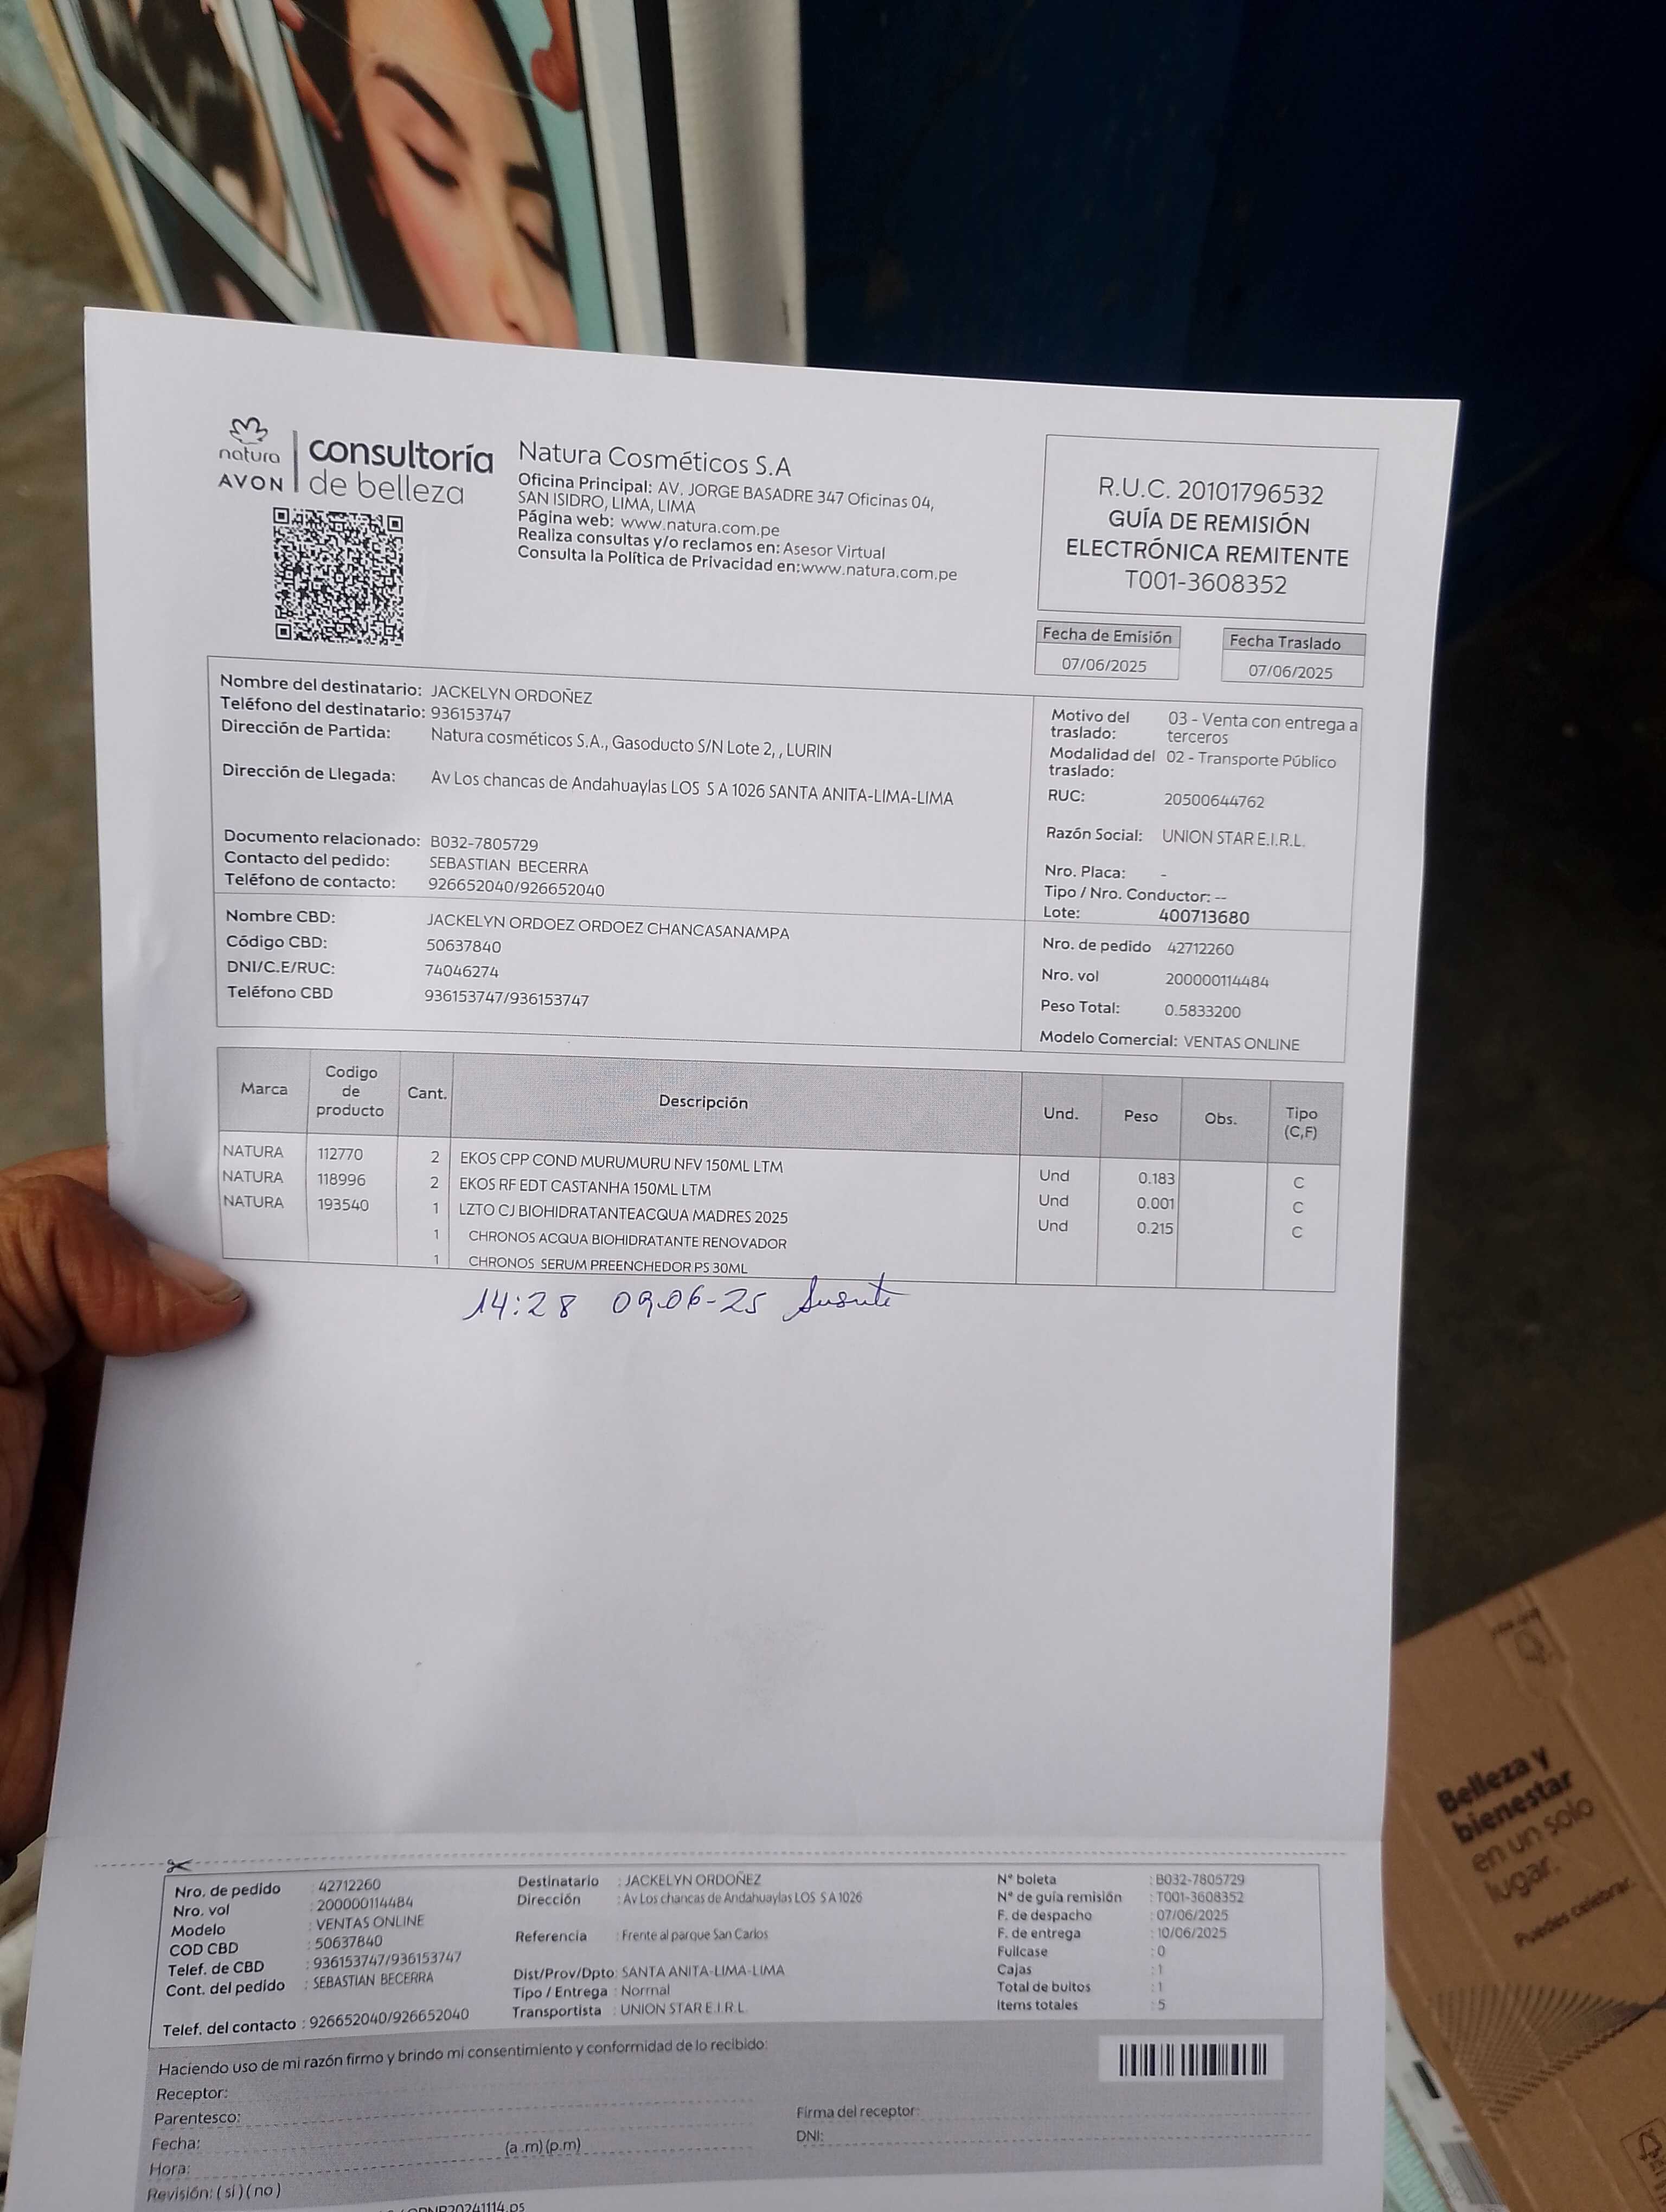 natura
AVON
consultoría
de belleza
Natura Cosméticos S.A
Oficina Principal: AV. JORGE BASADRE 347 Oficinas 04,
SAN ISIDRO, LIMA, LIMA
Página web: www.natura.com.pe
Realiza consultas y/o reclamos en: Asesor Virtual
Consulta la Política de Privacidad en:www.natura.com.pe
R.U.C. 20101796532
GUÍA DE REMISIÓN
ELECTRÓNICA REMITENTE
T001-3608352
Fecha de Emisión
07/06/2025
Fecha Traslado
07/06/2025
Nombre del destinatario: JACKELYN ORDOÑEZ
Teléfono del destinatario: 936153747
Dirección de Partida: Natura cosméticos S.A., Gasoducto S/N Lote 2, , LURIN
Dirección de Llegada: Av Los chancas de Andahuaylas LOS S A 1026 SANTA ANITA-LIMA-LIMA
Documento relacionado: B032-7805729
Contacto del pedido: SEBASTIAN BECERRA
Teléfono de contacto: 926652040/926652040
Motivo del traslado: 03 - Venta con entrega a terceros
Modalidad del traslado: 02 - Transporte Público
RUC: 20500644762
Razón Social: UNION STAR E.I.R.L.
Nro. Placa: -
Tipo / Nro. Conductor: --
Lote: 400713680
Nombre CBD: JACKELYN ORDOEZ ORDOEZ CHANCASANAMPA
Código CBD: 50637840
DNI/C.E/RUC: 74046274
Teléfono CBD 936153747/936153747
Nro. de pedido 42712260
Nro. vol 200000114484
Peso Total: 0.5833200
Modelo Comercial: VENTAS ONLINE
Marca Codigo de producto Cant. Descripción Und. Peso Obs. Tipo (C,F)
NATURA 112770 2 EKOS CPP COND MURUMURU NFV 150ML LTM Und 0.183 C
NATURA 118996 2 EKOS RF EDT CASTANHA 150ML LTM Und 0.001 C
NATURA 193540 1 LZTO CJ BIOHIDRATANTEACQUA MADRES 2025 Und 0.215 C
1 CHRONOS ACQUA BIOHIDRATANTE RENOVADOR
1 CHRONOS SERUM PREENCHEDOR PS 30ML
14:28 09.06-25
Nro. de pedido : 42712260
Nro. vol : 200000114484
Modelo : VENTAS ONLINE
COD CBD : 50637840
Telef. de CBD : 936153747/936153747
Cont. del pedido : SEBASTIAN BECERRA
Telef. del contacto : 926652040/926652040
Destinatario : JACKELYN ORDOÑEZ
Dirección : Av Los chancas de Andahuaylas LOS S A 1026
Referencia : Frente al parque San Carlos
Dist/Prov/Dpto: SANTA ANITA-LIMA-LIMA
Tipo / Entrega : Normal
Transportista : UNION STAR E.I.R.L.
N° boleta : B032-7805729
N° de guía remisión : T001-3608352
F. de despacho : 07/06/2025
F. de entrega : 10/06/2025
Fullcase : 0
Cajas : 1
Total de bultos : 1
Items totales : 5
Haciendo uso de mi razón firmo y brindo mi consentimiento y conformidad de lo recibido:
Receptor:
Parentesco:
Fecha:
(a .m) (p.m)
Hora:
Revisión: ( si ) ( no )
Firma del receptor:
DNI:
Belleza y
bienestar
en un solo
lugar.
Puedes celebrar.